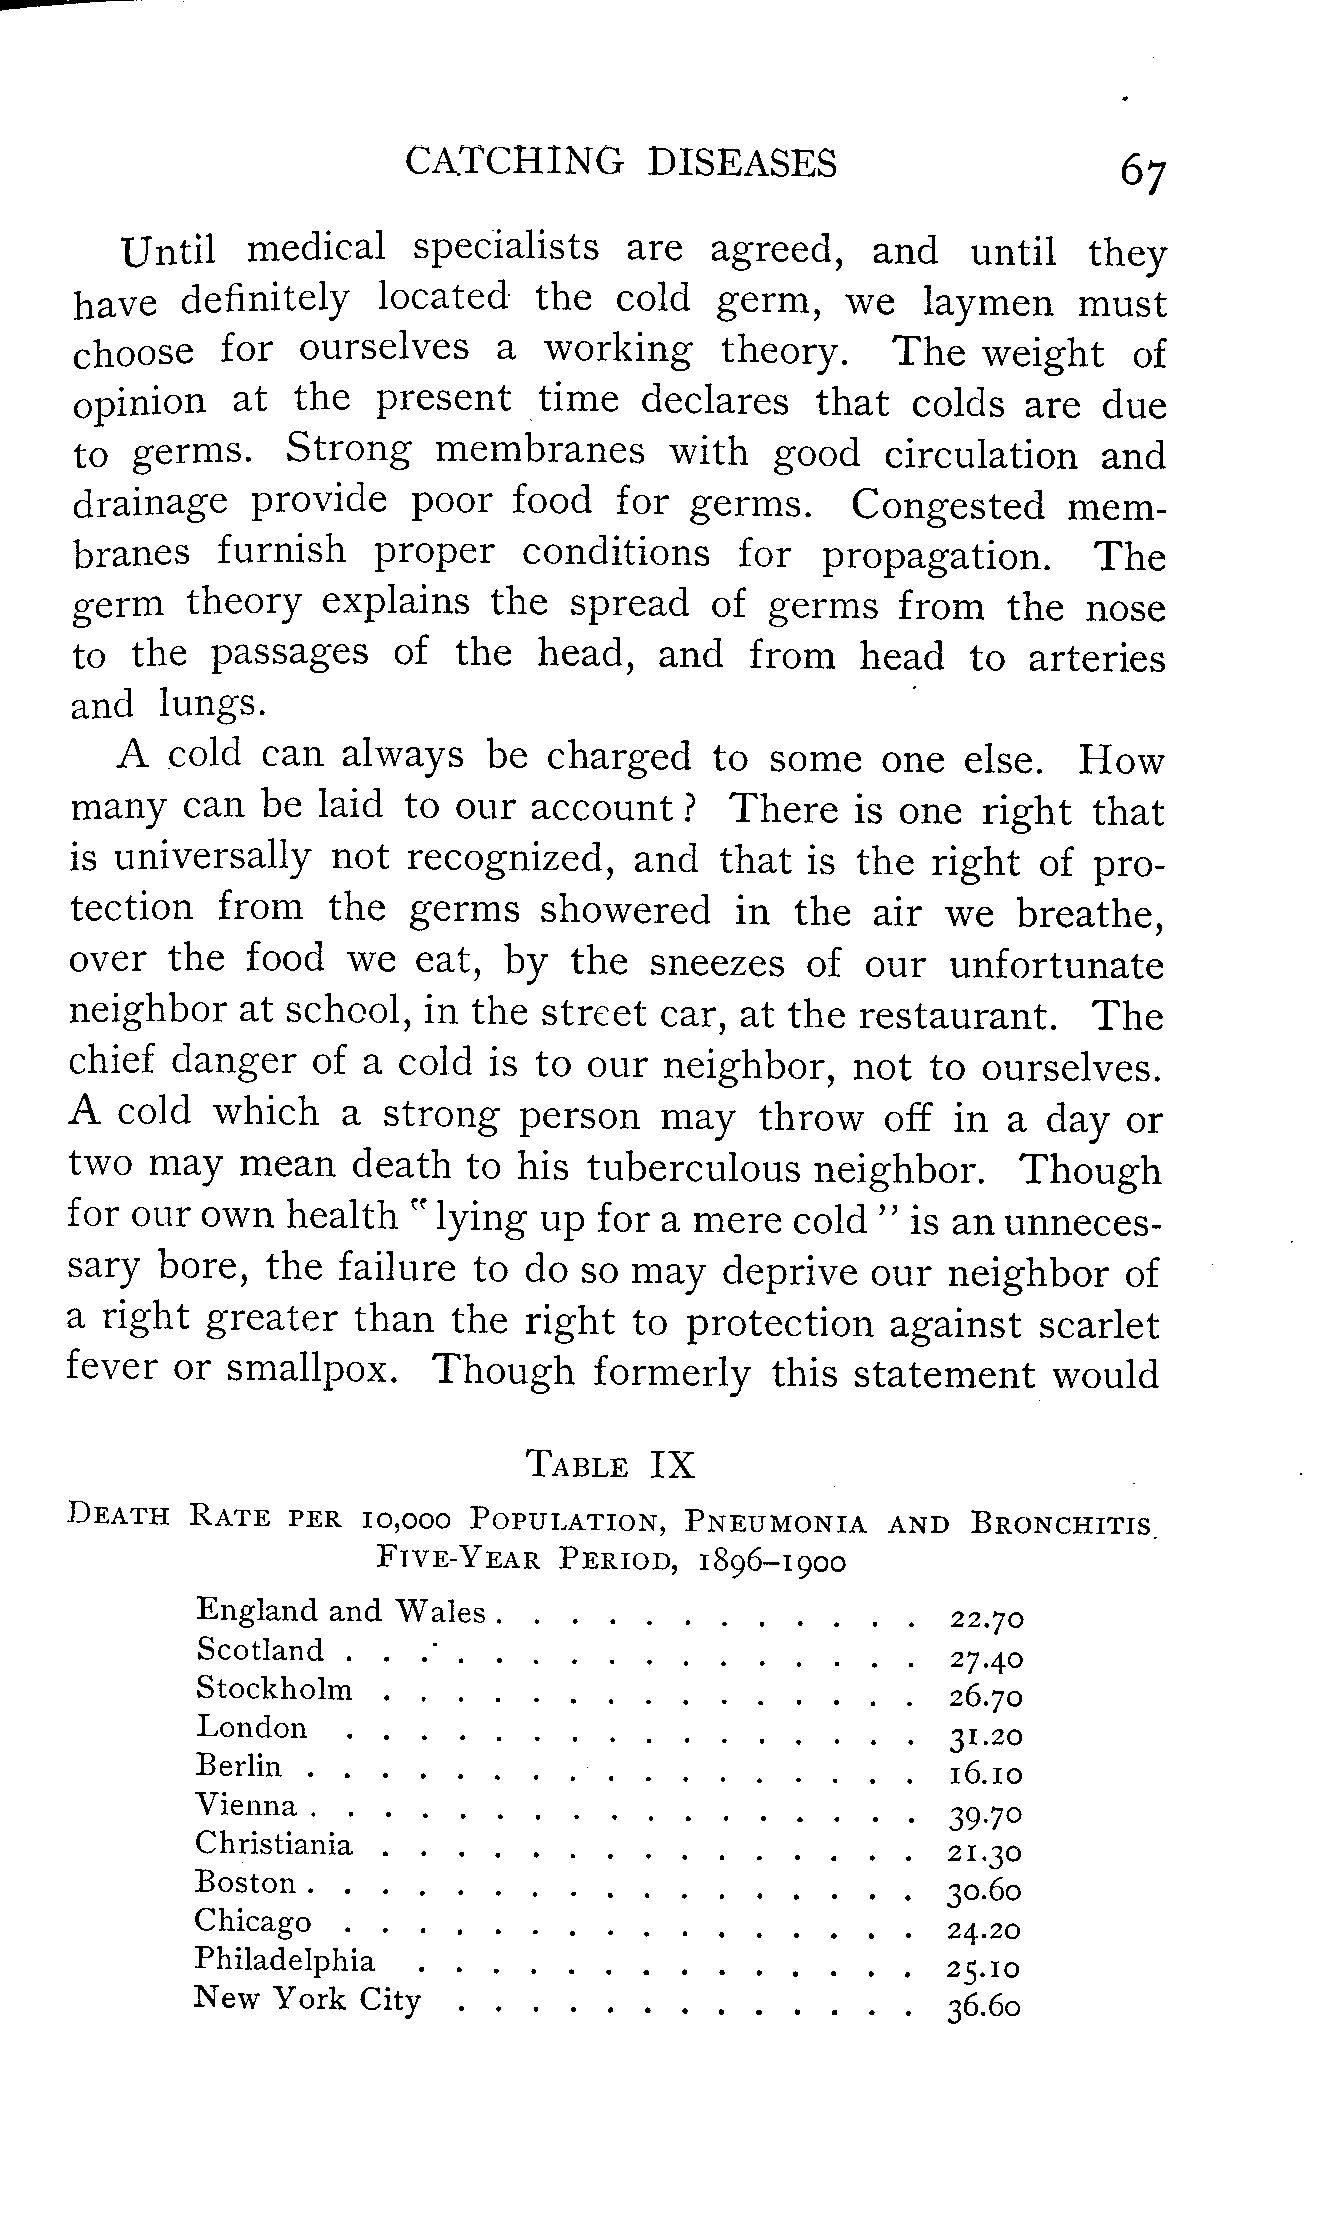 CATCHING DISEASES 67
Until medical specialists are agreed, and until they
have definitely located the cold germ, we laymen must
choose for ourselves a working theory. The weight of
opinion at the present time declares that colds are due
to germs. Strong membranes with good circulation and
drainage provide poor food for germs. Congested mem-
branes furnish proper conditions for propagation. The
germ theory explains the spread of germs from the nose
to the passages of the head, and from head to arteries
and lungs.
A cold can always be charged to some one else. How
many can be laid to our account? There is one right that
is universally not recognized, and that is the right of pro-
tection from the germs showered in the air we breathe,
over the food we eat, by the sneezes of our unfortunate
neighbor at school, in the street car, at the restaurant. The
chief danger of a cold is to our neighbor, not to ourselves.
A cold which a strong person may throw off in a day or
two may mean death to his tuberculous neighbor. Though
for our own health "lying up for a mere cold" is an unneces-
sary bore, the failure to do so may deprive our neighbor of
a right greater than the right to protection against scarlet
fever or smallpox. Though formerly this statement would
TABLE IX
DEATH RATE PER 10,000 POPULATION, PNEUMONIA AND BRONCHITIS.
FIVE-YEAR PERIOD, 1896–1900
England and Wales . . . . . . . . . . . . 22.70
Scotland . . . . . . . . . . . . . . . . 27.40
Stockholm . . . . . . . . . . . . . . . 26.70
London . . . . . . . . . . . . . . . . 31.20
Berlin . . . . . . . . . . . . . . . . . 16.10
Vienna . . . . . . . . . . . . . . . . . 39.70
Christiania . . . . . . . . . . . . . . . 21.30
Boston . . . . . . . . . . . . . . . . . 30.60
Chicago . . . . . . . . . . . . . . . . 24.20
Philadelphia . . . . . . . . . . . . . . 25.10
New York City . . . . . . . . . . . . . 36.60